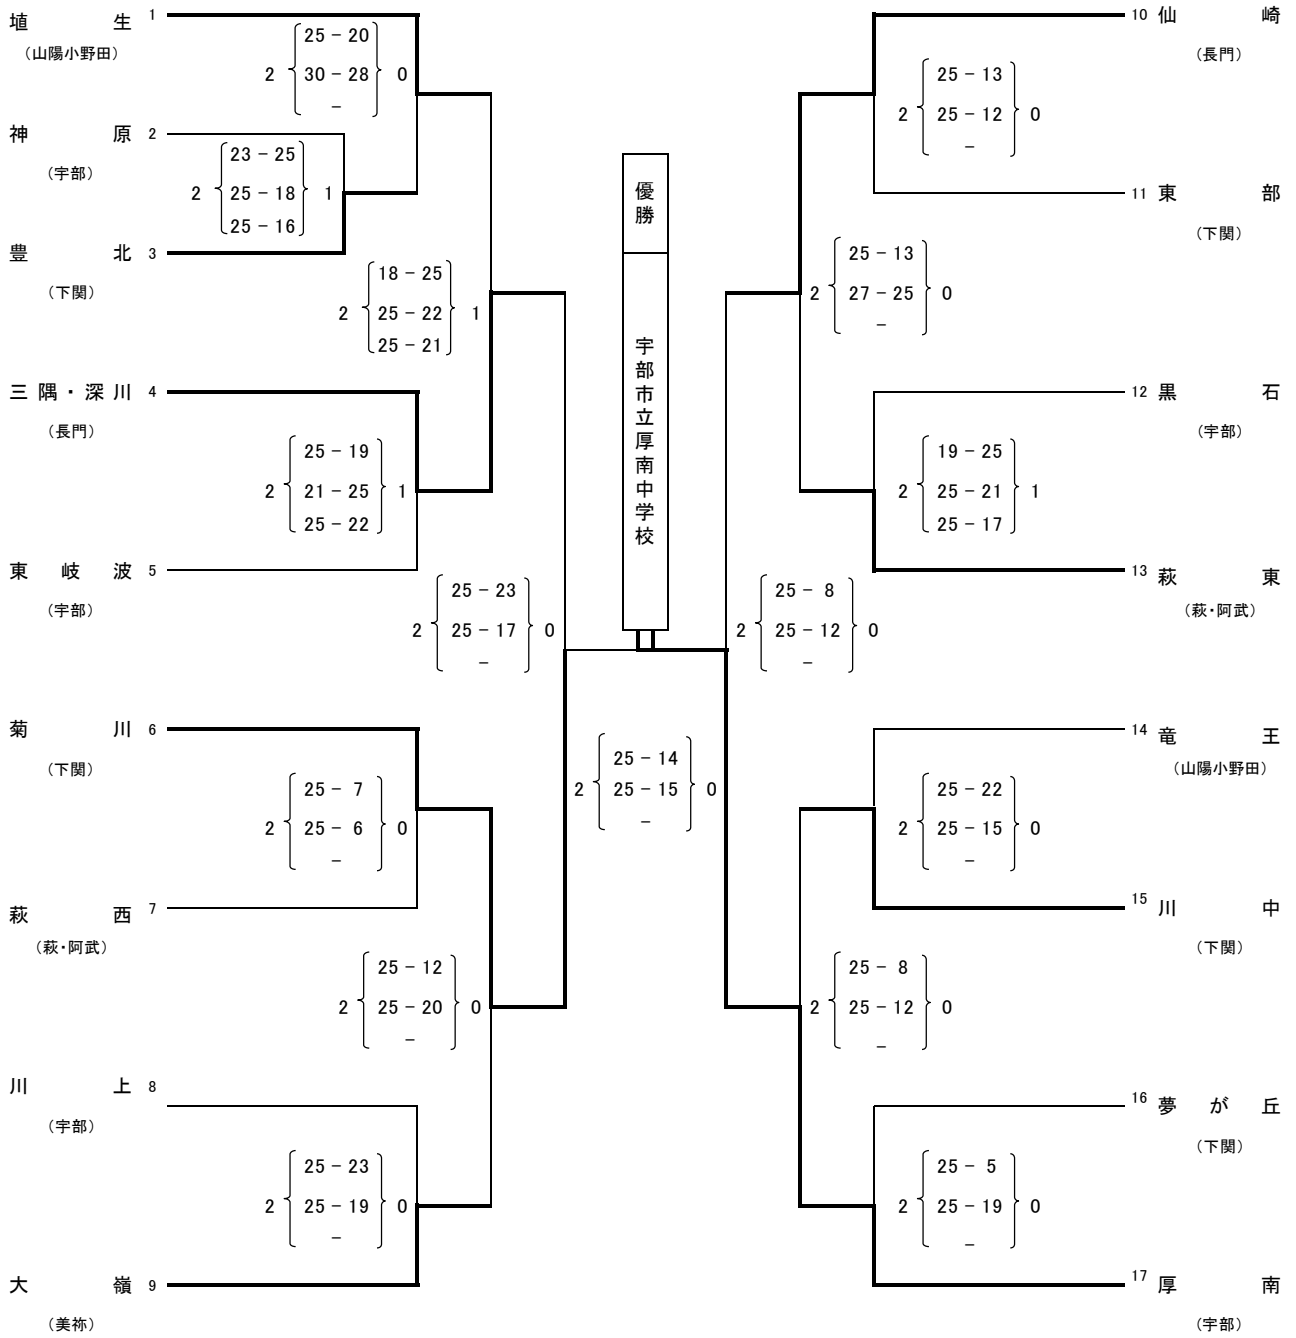 埴生 1
（山陽小野田）
25 − 20
2 30 − 28 0
−
神原 2
（宇部）
23 − 25
2 25 − 18 1
25 − 16
豊北 3
（下関）
18 − 25
2 25 − 22 1
25 − 21
三隅・深川 4
（長門）
25 − 19
2 21 − 25 1
25 − 22
東岐波 5
（宇部）
25 − 23
2 25 − 17 0
−
菊川 6
（下関）
25 − 7
2 25 − 6 0
−
萩西 7
（萩・阿武）
25 − 12
2 25 − 20 0
−
川上 8
（宇部）
25 − 23
2 25 − 19 0
−
大嶺 9
（美祢）
優勝
宇部市立厚南中学校
25 − 14
2 25 − 15 0
−
10 仙崎
（長門）
25 − 13
2 25 − 12 0
−
11 東部
（下関）
25 − 13
2 27 − 25 0
−
12 黒石
（宇部）
19 − 25
2 25 − 21 1
25 − 17
13 萩東
（萩・阿武）
25 − 8
2 25 − 12 0
−
14 竜王
（山陽小野田）
25 − 22
2 25 − 15 0
−
15 川中
（下関）
25 − 8
2 25 − 12 0
−
16 夢が丘
（下関）
25 − 5
2 25 − 19 0
−
17 厚南
（宇部）